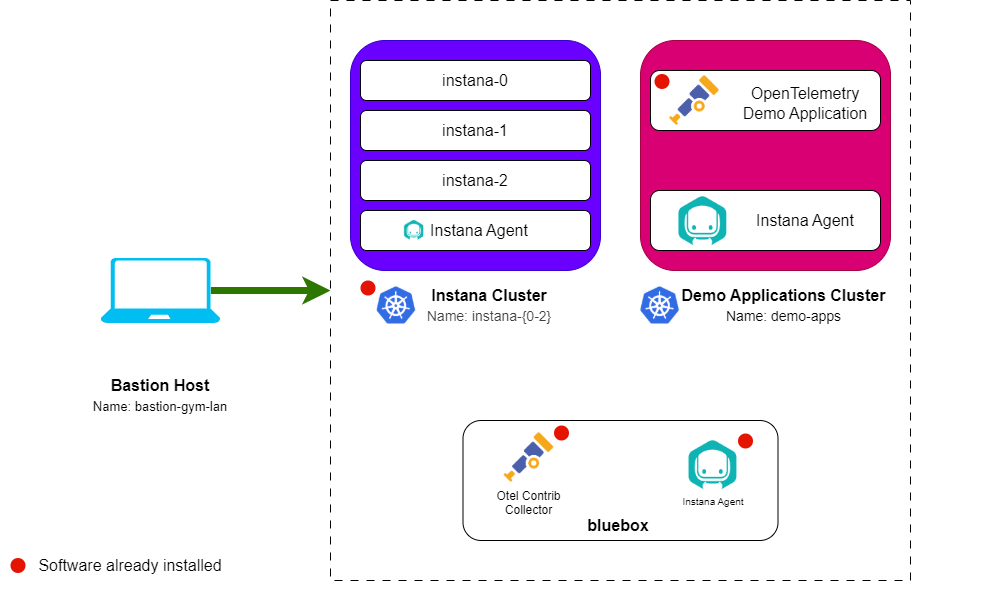 instana-0
instana-1
instana-2
Instana Agent
OpenTelemetry
Demo Application
Instana Agent
Instana Cluster
Name: instana-{0-2}
Demo Applications Cluster
Name: demo-apps
Bastion Host
Name: bastion-gym-lan
Otel Contrib
Collector
Instana Agent
bluebox
Software already installed